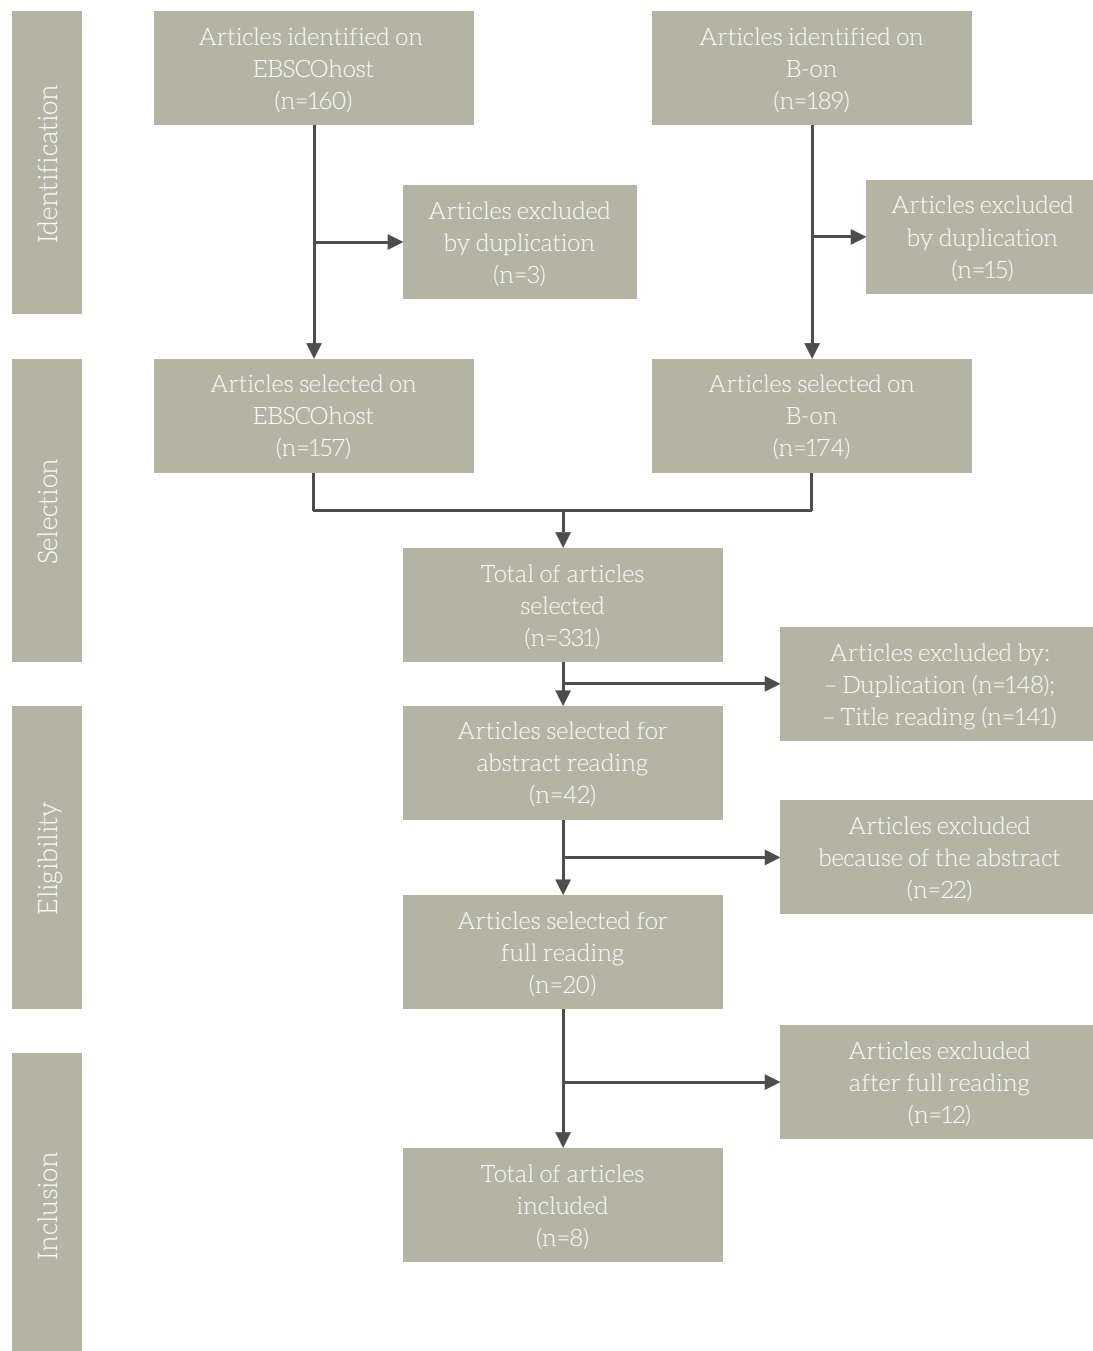 Identification
Articles identified on
EBSCOhost
(n=160)
Articles identified on
B-on
(n=189)
Articles excluded
by duplication
(n=3)
Articles excluded
by duplication
(n=15)
Selection
Articles selected on
EBSCOhost
(n=157)
Articles selected on
B-on
(n=174)
Total of articles
selected
(n=331)
Articles excluded by:
– Duplication (n=148);
– Title reading (n=141)
Eligibility
Articles selected for
abstract reading
(n=42)
Articles excluded
because of the abstract
(n=22)
Articles selected for
full reading
(n=20)
Inclusion
Articles excluded
after full reading
(n=12)
Total of articles
included
(n=8)